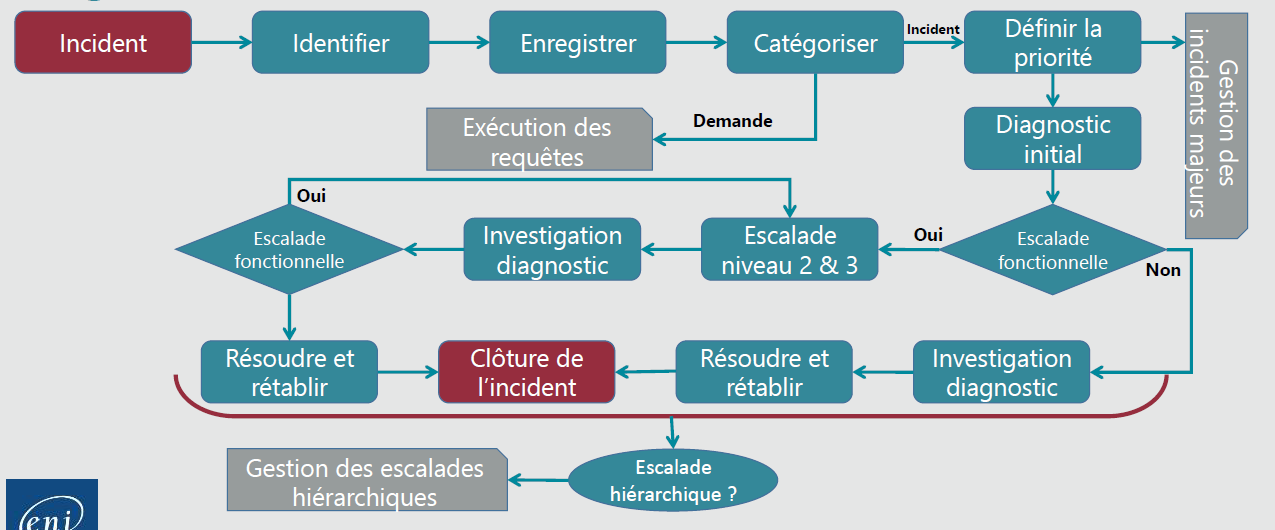 Incident
Identifier
Enregistrer
Catégoriser
Incident
Définir la
priorité
Gestion des
incidents majeurs
Demande
Exécution des
requêtes
Diagnostic
initial
Oui
Escalade
fonctionnelle
Investigation
diagnostic
Escalade
niveau 2 & 3
Oui
Escalade
fonctionnelle
Non
Résoudre et
rétablir
Clôture de
l'incident
Résoudre et
rétablir
Investigation
diagnostic
Gestion des escalades
hiérarchiques
Escalade
hiérarchique ?
eni